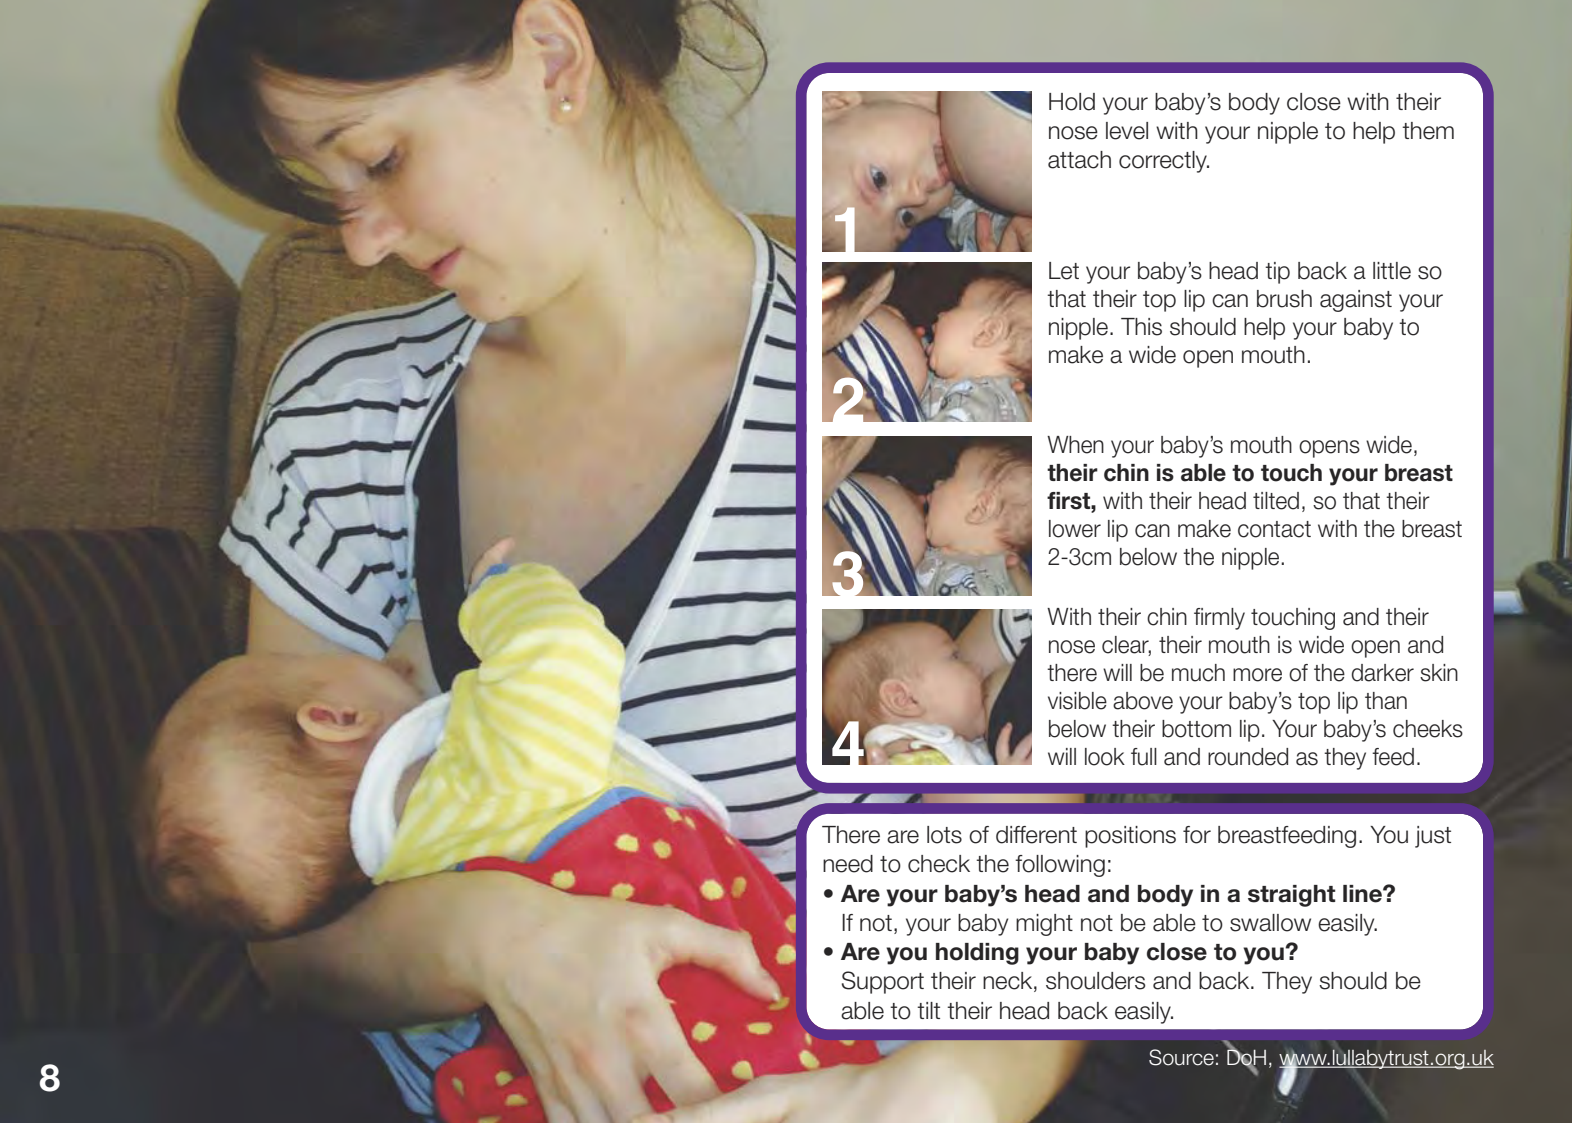 1
Hold your baby’s body close with their
nose level with your nipple to help them
attach correctly.
2
Let your baby’s head tip back a little so
that their top lip can brush against your
nipple. This should help your baby to
make a wide open mouth.
3
When your baby’s mouth opens wide,
their chin is able to touch your breast
first, with their head tilted, so that their
lower lip can make contact with the breast
2-3cm below the nipple.
4
With their chin firmly touching and their
nose clear, their mouth is wide open and
there will be much more of the darker skin
visible above your baby’s top lip than
below their bottom lip. Your baby’s cheeks
will look full and rounded as they feed.
There are lots of different positions for breastfeeding. You just
need to check the following:
• Are your baby’s head and body in a straight line?
If not, your baby might not be able to swallow easily.
• Are you holding your baby close to you?
Support their neck, shoulders and back. They should be
able to tilt their head back easily.
Source: DoH, www.lullabytrust.org.uk
8